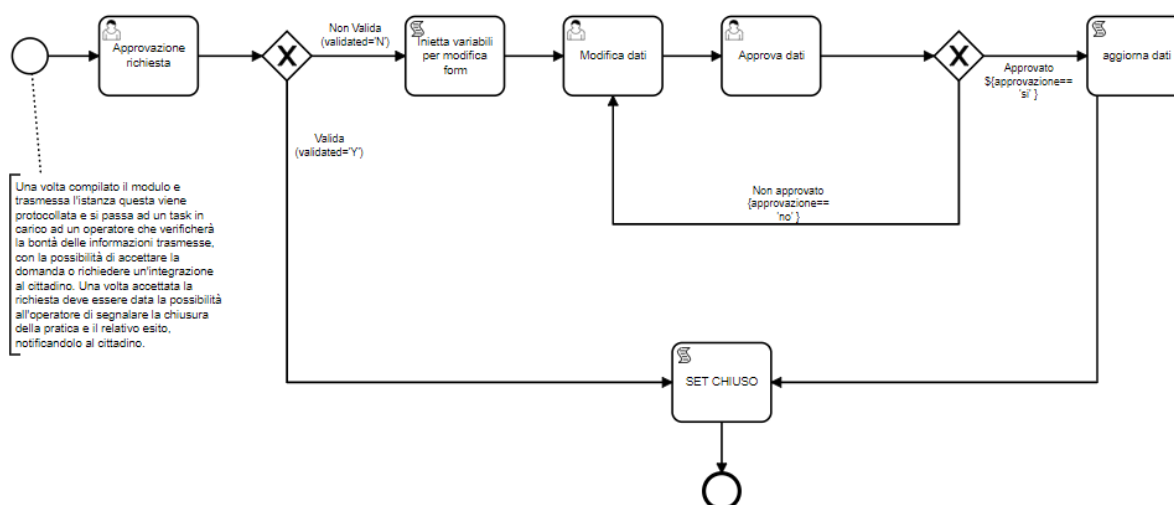 Approvazione
richiesta
Non Valida
(validated='N')
Inietta variabili
per modifica
form
Modifica dati
Approva dati
Approvato
${approvazione==
'si' }
aggiorna dati
Valida
(validated='Y')
Non approvato
{approvazione==
'no' }
Una volta compilato il modulo e
trasmessa l'istanza questa viene
protocollata e si passa ad un task in
carico ad un operatore che verificherà
la bontà delle informazioni trasmesse,
con la possibilità di accettare la
domanda o richiedere un'integrazione
al cittadino. Una volta accettata la
richiesta deve essere data la possibilità
all'operatore di segnalare la chiusura
della pratica e il relativo esito,
notificandolo al cittadino.
SET CHIUSO